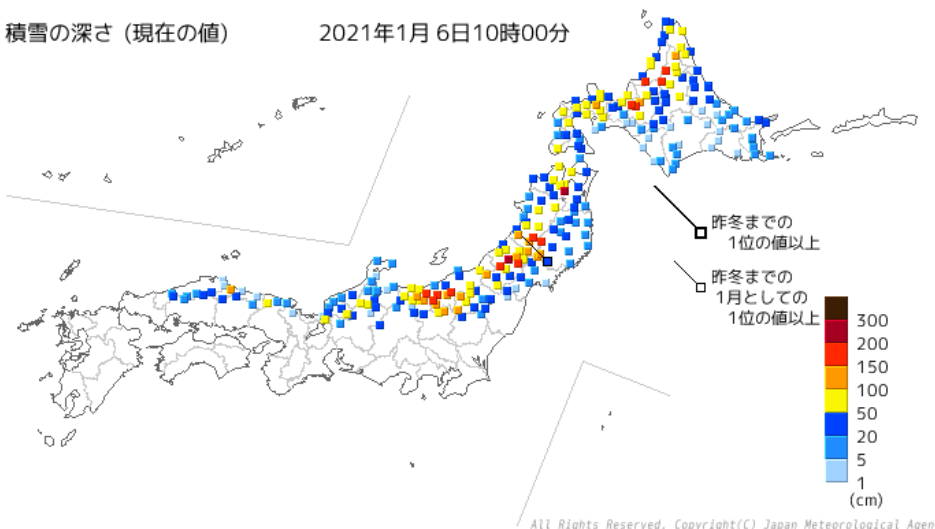 積雪の深さ (現在の値)
2021年1月 6日10時00分
昨冬までの
1位の値以上
昨冬までの
1月としての
1位の値以上
300
200
150
100
50
20
5
1
(cm)
All Rights Reserved. Copyright(C) Japan Meteorological Agen